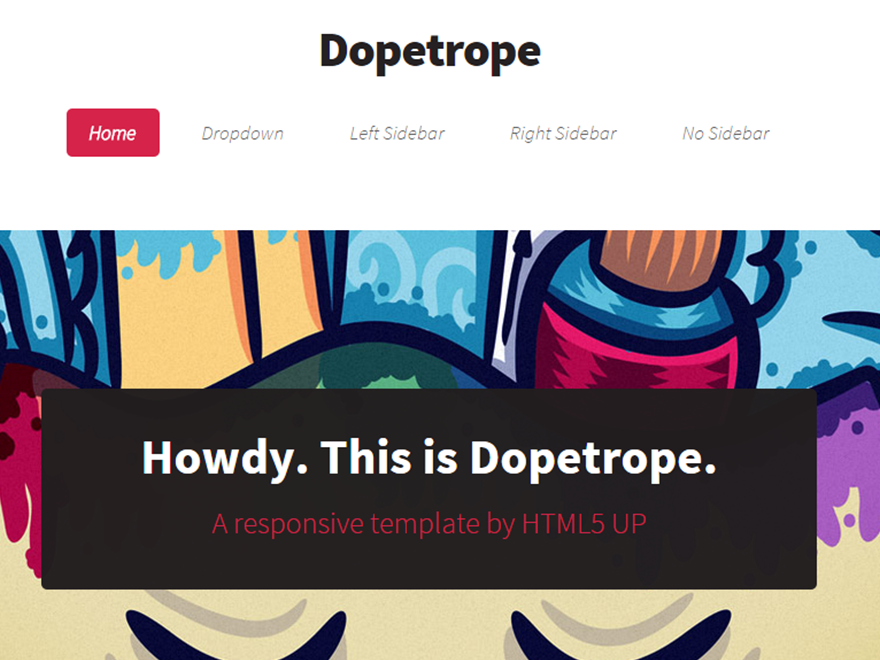 Dopetrope
Home Dropdown Left Sidebar Right Sidebar No Sidebar
Howdy. This is Dopetrope.
A responsive template by HTML5 UP